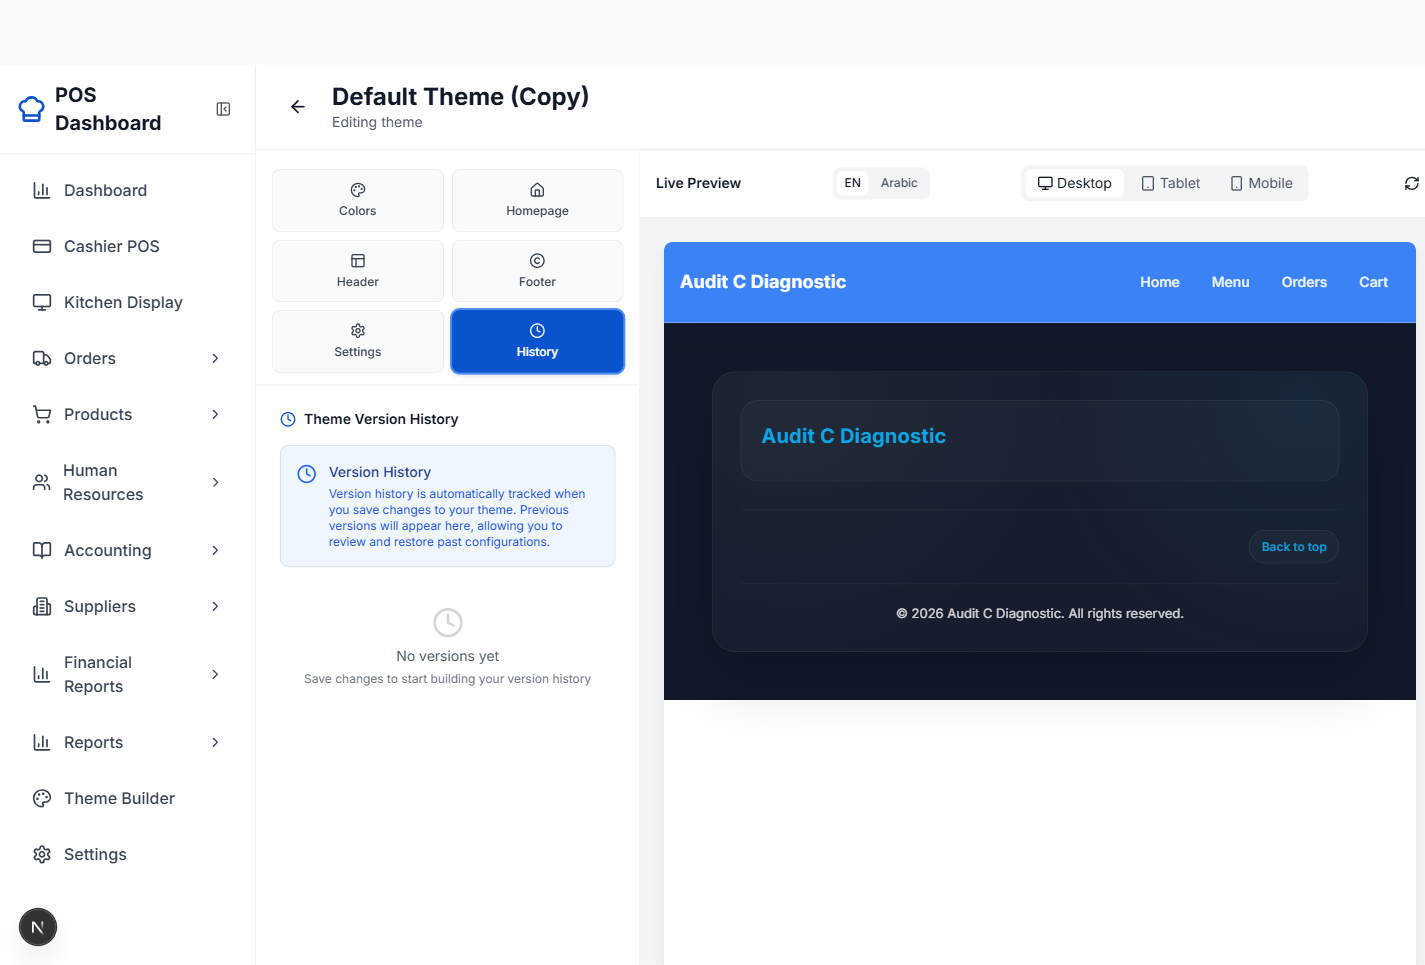 POS
Dashboard
Dashboard
Cashier POS
Kitchen Display
Orders
Products
Human
Resources
Accounting
Suppliers
Financial
Reports
Reports
Theme Builder
Settings
N
Default Theme (Copy)
Editing theme
Colors
Homepage
Header
Footer
Settings
History
Theme Version History
Version History
Version history is automatically tracked when
you save changes to your theme. Previous
versions will appear here, allowing you to
review and restore past configurations.
No versions yet
Save changes to start building your version history
Live Preview
EN
Arabic
Desktop
Tablet
Mobile
Audit C Diagnostic
Home
Menu
Orders
Cart
Audit C Diagnostic
Back to top
© 2026 Audit C Diagnostic. All rights reserved.